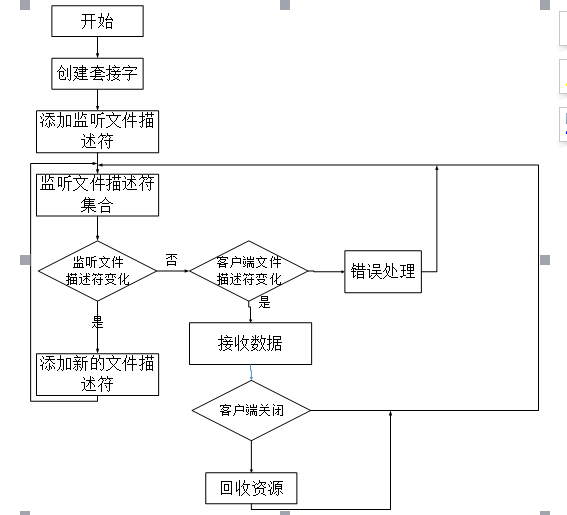 开始
创建套接字
添加监听文件描
述符
监听文件描述符
集合
监听文件
描述符变化
否
客户端文件
描述符变化
错误处理
是
是
接收数据
添加新的文件描
述符
客户端关闭
回收资源